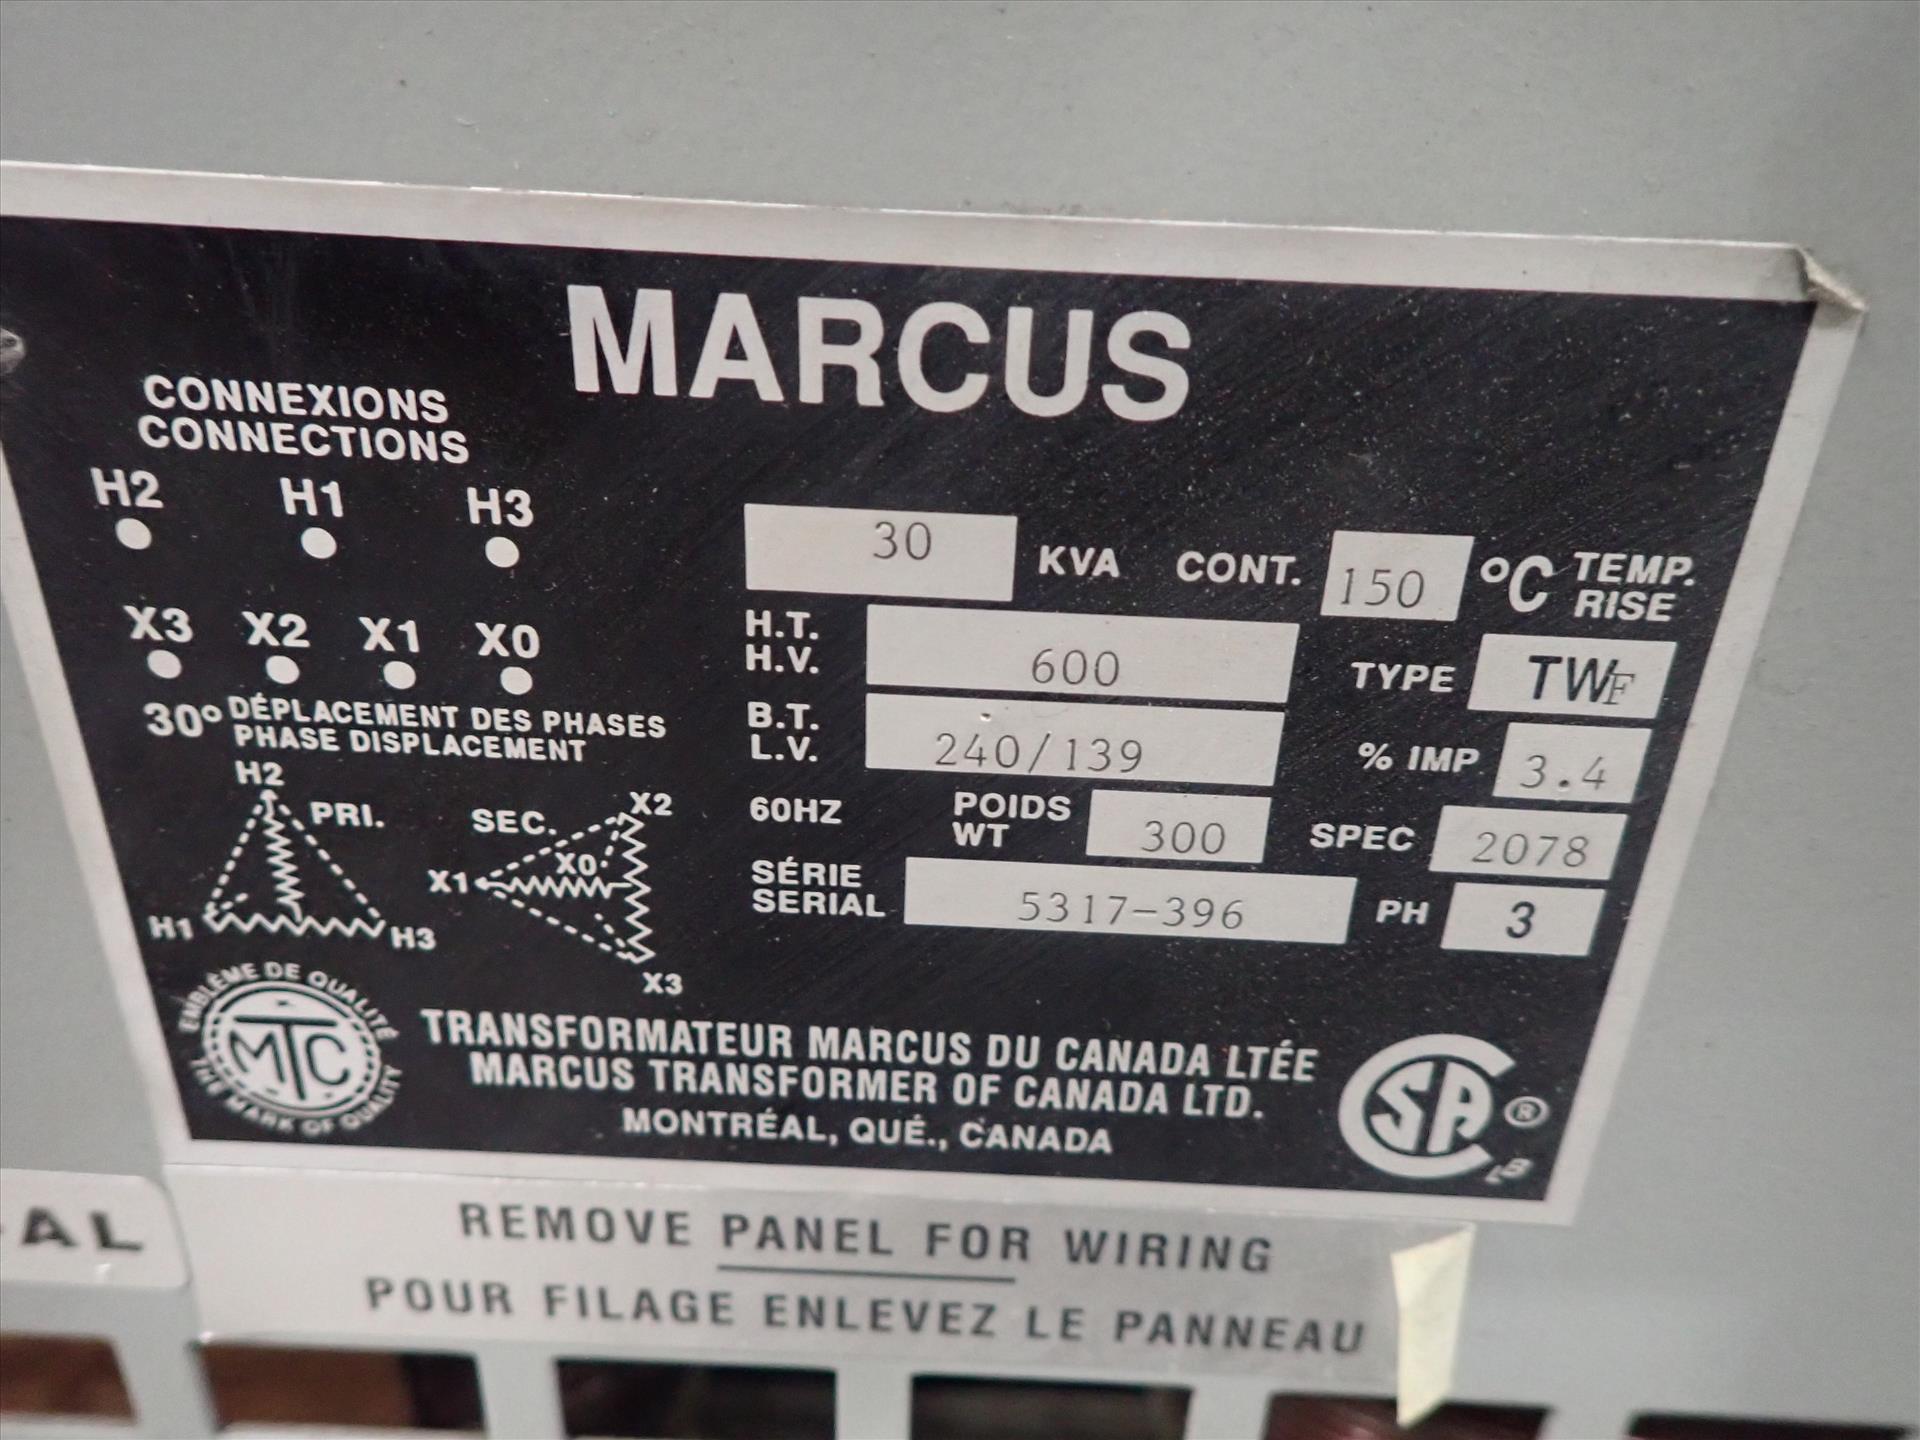 MARCUS
CONNEXIONS
CONNECTIONS
H2 H1 H3
X3 X2 X1 X0
30° DÉPLACEMENT DES PHASES
PHASE DISPLACEMENT
H2
PRI.
H1
H3
SEC.
X2
X0
X1
X3
30 KVA CONT. 150 °C TEMP. RISE
H.T.
H.V. 600 TYPE TWF
B.T.
L.V. 240/139 % IMP 3.4
60HZ POIDS
WT 300 SPEC 2078
SÉRIE
SERIAL 5317-396 PH 3
EMBLÈME DE QUALITÉ
MTC
THE MARK OF QUALITY
TRANSFORMATEUR MARCUS DU CANADA LTÉE
MARCUS TRANSFORMER OF CANADA LTD.
MONTRÉAL, QUÉ., CANADA
CSA ®
AL
REMOVE PANEL FOR WIRING
POUR FILAGE ENLEVEZ LE PANNEAU